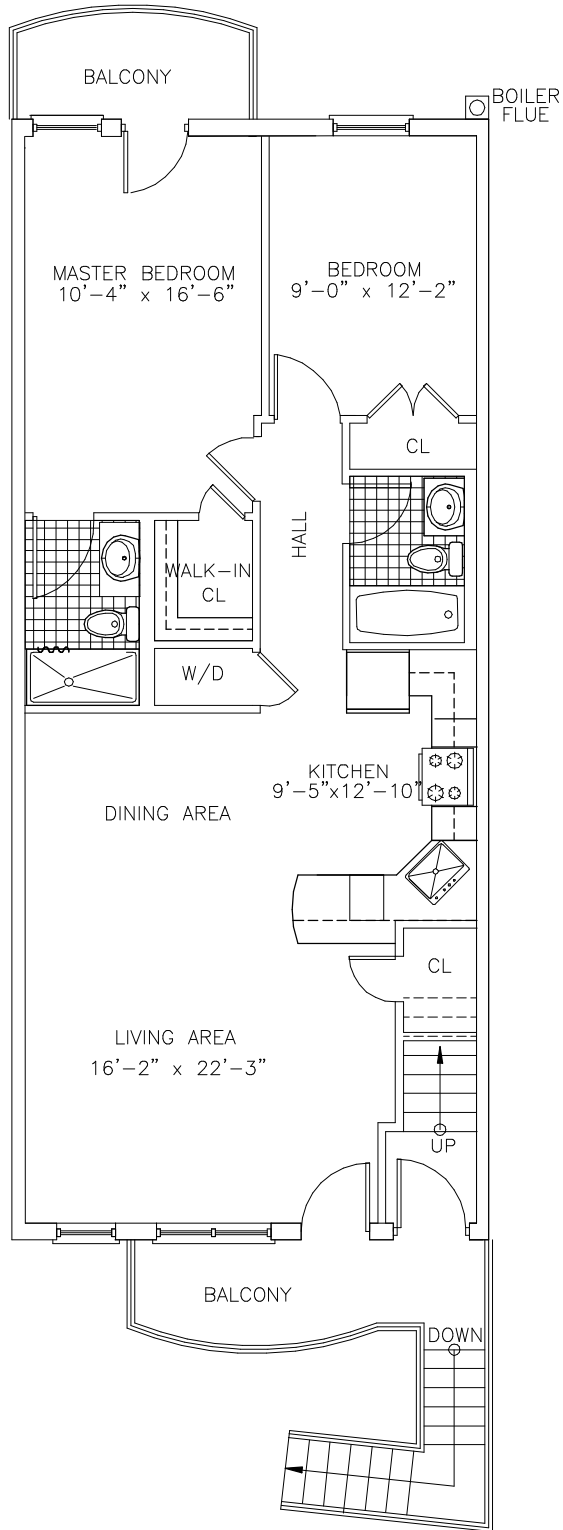 BALCONY
BOILER
FLUE
MASTER BEDROOM
10'-4" x 16'-6"
BEDROOM
9'-0" x 12'-2"
CL
HALL
WALK-IN
CL
W/D
KITCHEN
9'-5"x12'-10"
DINING AREA
CL
LIVING AREA
16'-2" x 22'-3"
UP
BALCONY
DOWN